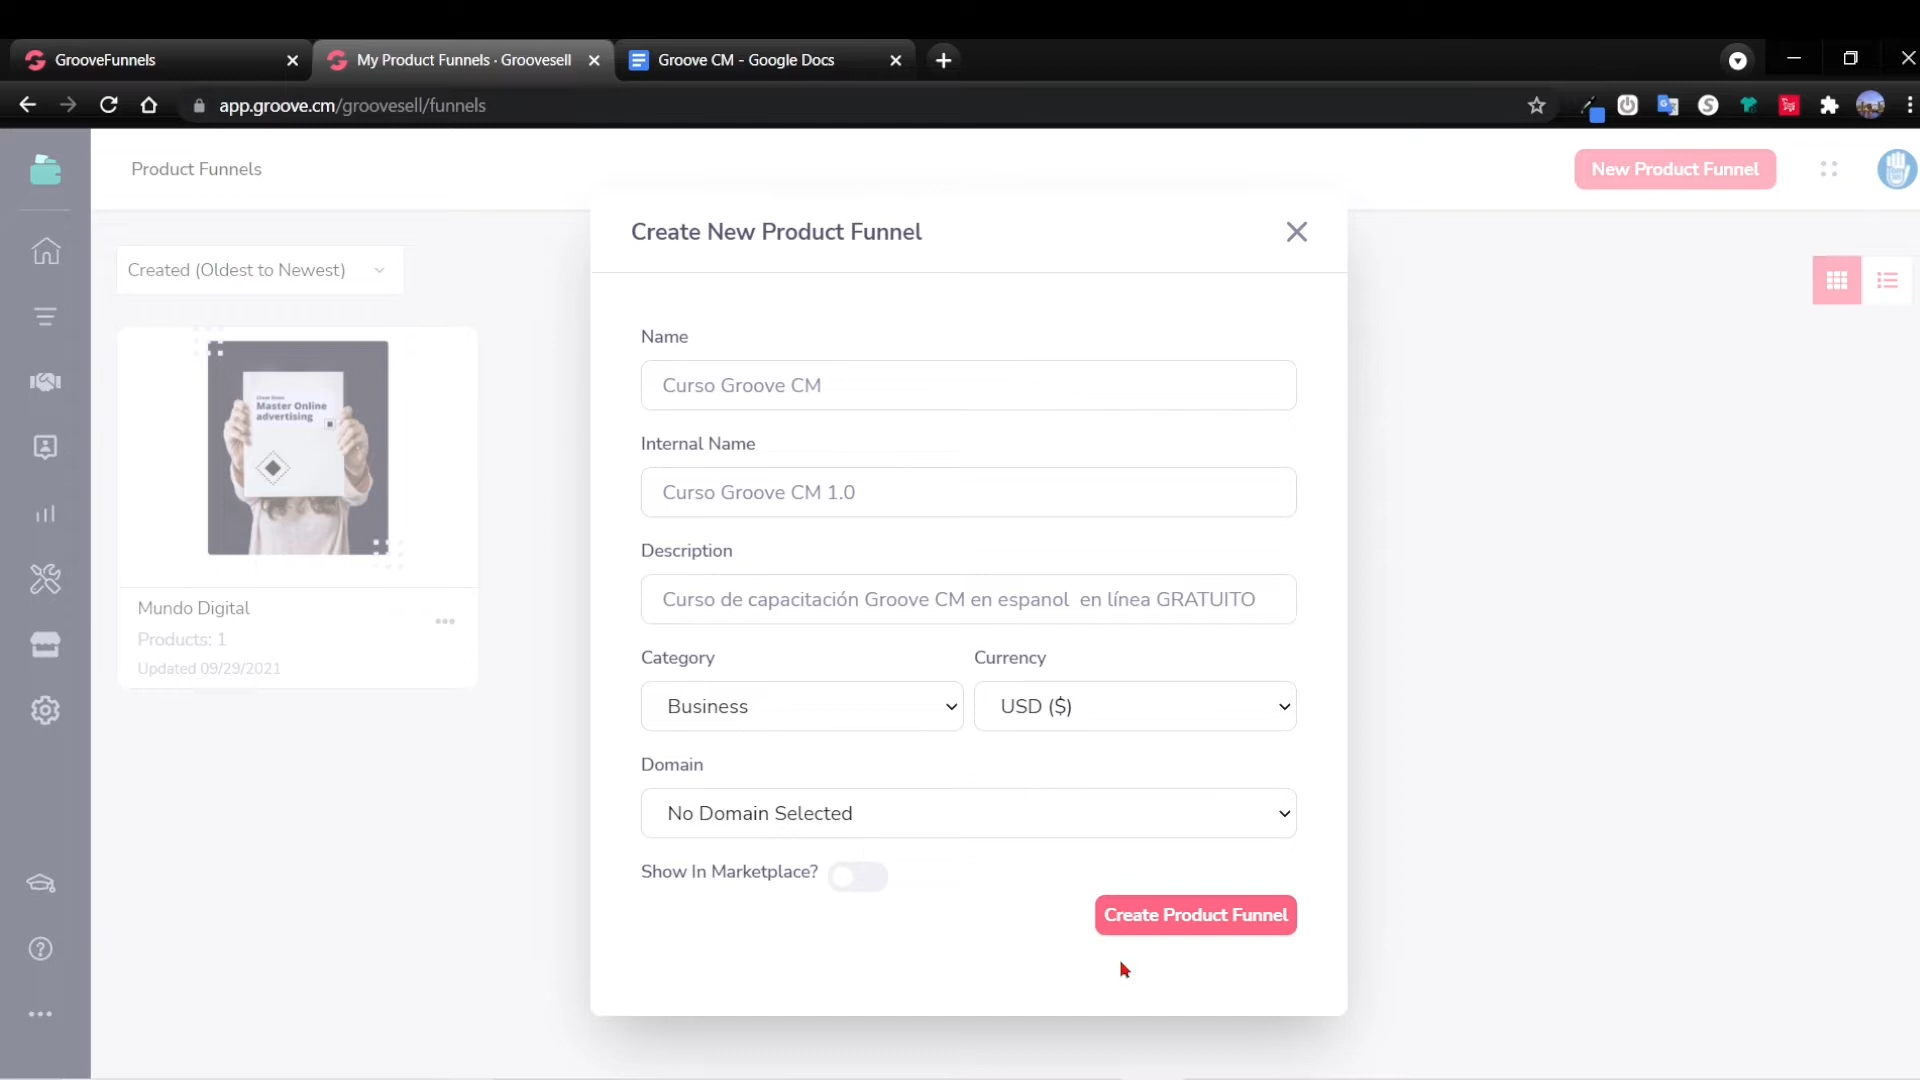 GrooveFunnels
My Product Funnels · Groovesell
Groove CM - Google Docs
app.groove.cm/groovesell/funnels
Product Funnels
New Product Funnel
Create New Product Funnel
Created (Oldest to Newest)
Master Online
advertising
Mundo Digital
Products: 1
Updated 09/29/2021
Name
Curso Groove CM
Internal Name
Curso Groove CM 1.0
Description
Curso de capacitación Groove CM en espanol  en línea GRATUITO
Category
Currency
Business
USD ($)
Domain
No Domain Selected
Show In Marketplace?
Create Product Funnel